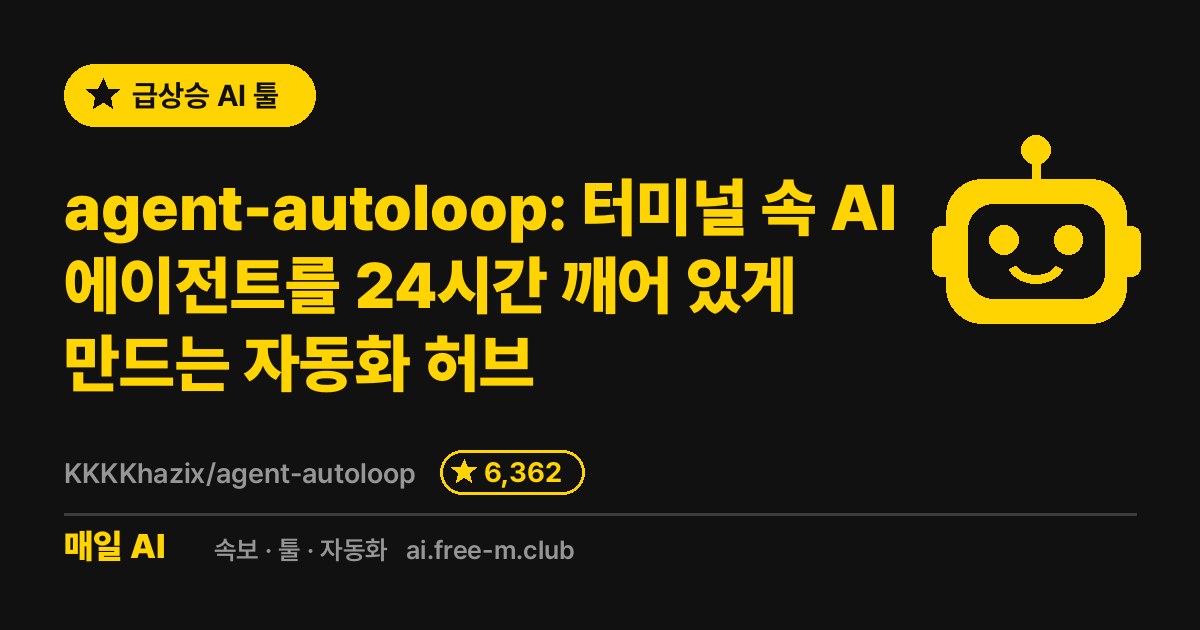 급상승 AI 툴
agent-autoloop: 터미널 속 AI
에이전트를 24시간 깨어 있게
만드는 자동화 허브
KKKKhazix/agent-autoloop ★ 6,362
매일 AI 속보 · 툴 · 자동화 ai.free-m.club